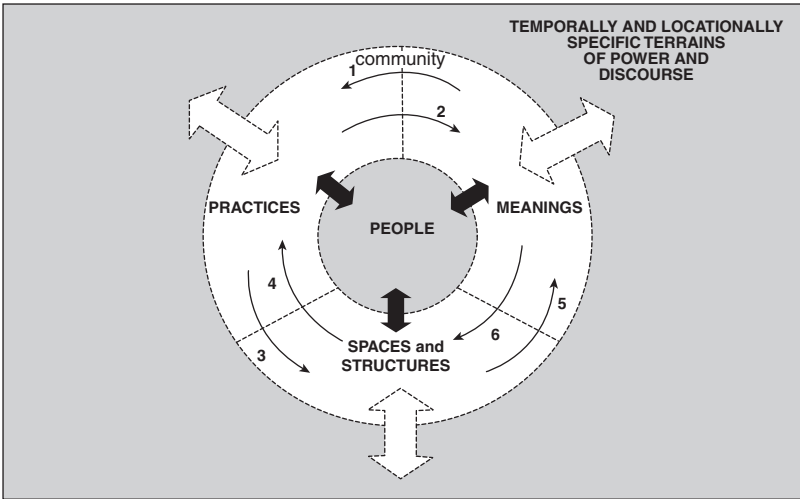 TEMPORALLY AND LOCATIONALLY
SPECIFIC TERRAINS
OF POWER AND
DISCOURSE
community
1
2
PRACTICES
MEANINGS
PEOPLE
4
5
3
6
SPACES and
STRUCTURES